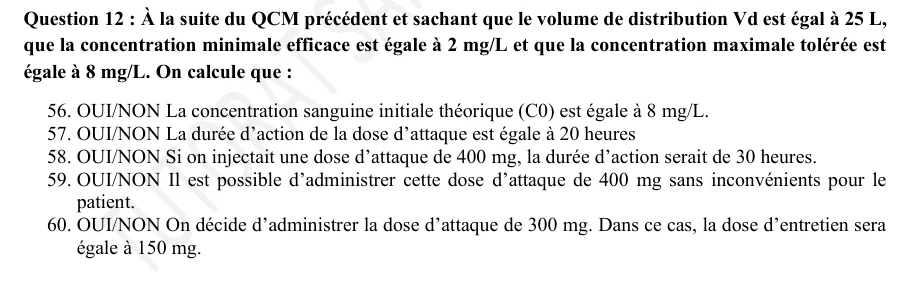 Question 12 : À la suite du QCM précédent et sachant que le volume de distribution Vd est égal à 25 L,
que la concentration minimale efficace est égale à 2 mg/L et que la concentration maximale tolérée est
égale à 8 mg/L. On calcule que :
56. OUI/NON La concentration sanguine initiale théorique (C0) est égale à 8 mg/L.
57. OUI/NON La durée d'action de la dose d'attaque est égale à 20 heures
58. OUI/NON Si on injectait une dose d'attaque de 400 mg, la durée d'action serait de 30 heures.
59. OUI/NON Il est possible d'administrer cette dose d'attaque de 400 mg sans inconvénients pour le
patient.
60. OUI/NON On décide d'administrer la dose d'attaque de 300 mg. Dans ce cas, la dose d'entretien sera
égale à 150 mg.